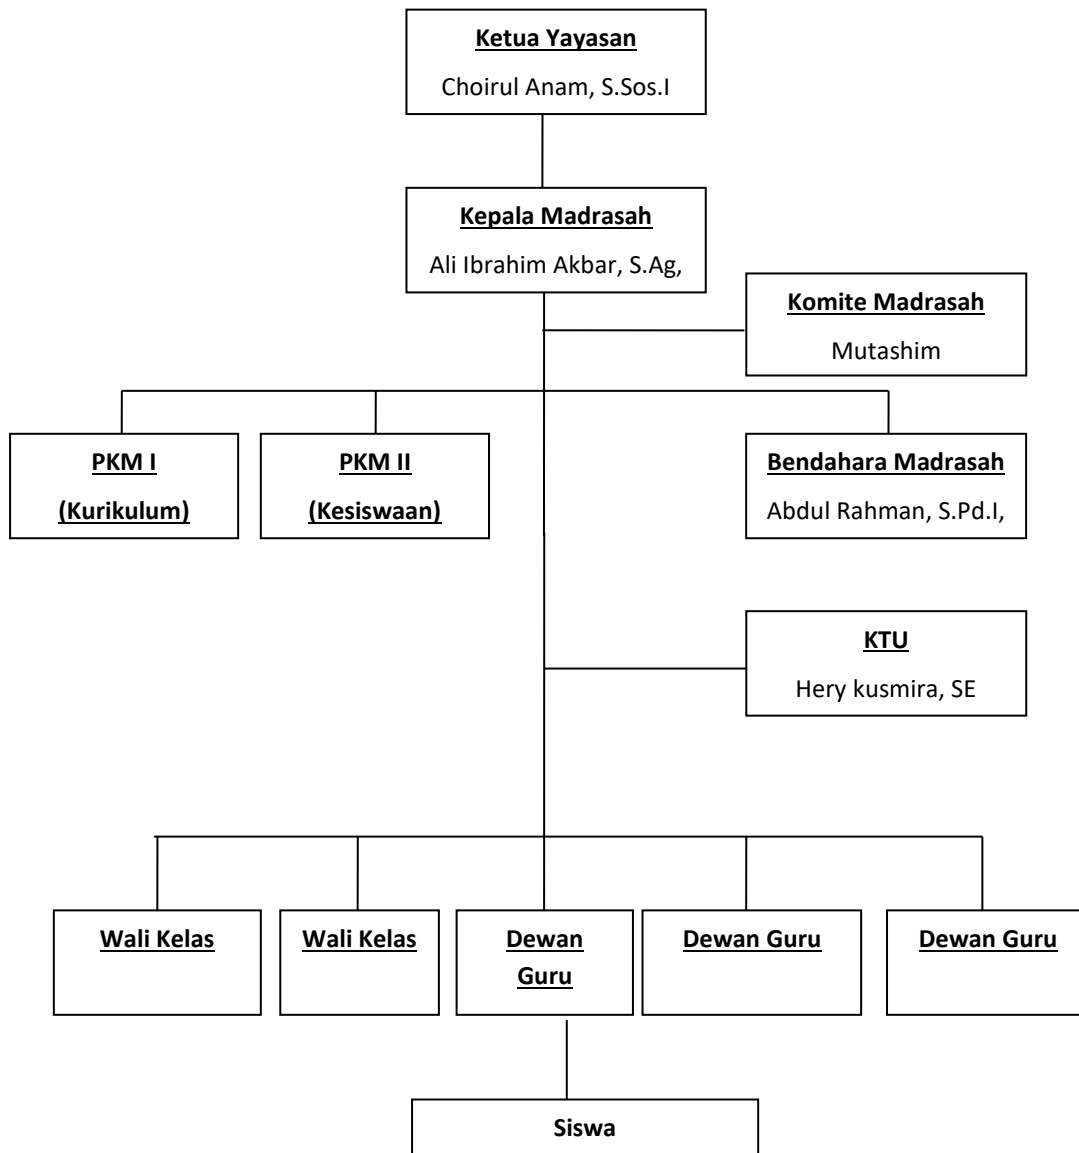 Ketua Yayasan
Choirul Anam, S.Sos.I
Kepala Madrasah
Ali Ibrahim Akbar, S.Ag,
Komite Madrasah
Mutashim
PKM I
(Kurikulum)
PKM II
(Kesiswaan)
Bendahara Madrasah
Abdul Rahman, S.Pd.I,
KTU
Hery kusmira, SE
Wali Kelas
Wali Kelas
Dewan
Guru
Dewan Guru
Dewan Guru
Siswa